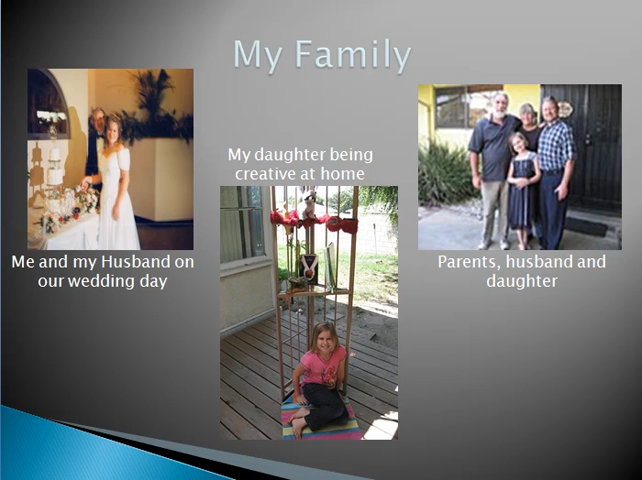 My Family
My daughter being
creative at home
Me and my Husband on
our wedding day
Parents, husband and
daughter